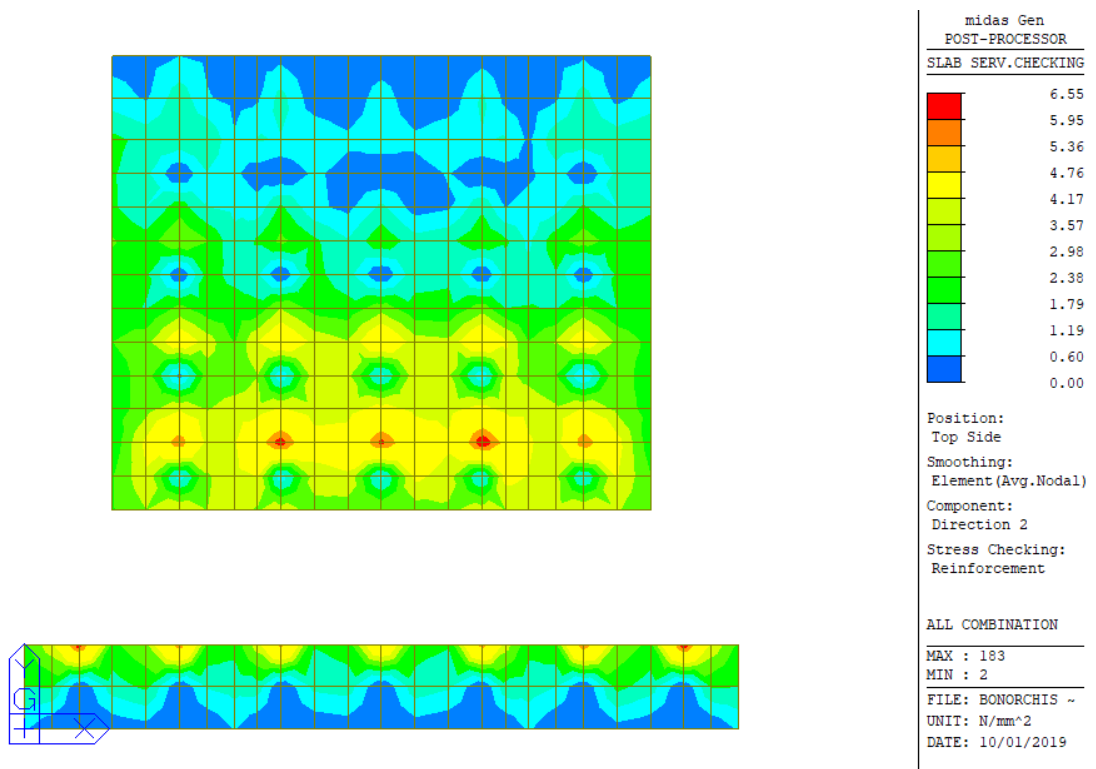 midas Gen
POST-PROCESSOR
SLAB SERV.CHECKING
6.55
5.95
5.36
4.76
4.17
3.57
2.98
2.38
1.79
1.19
0.60
0.00
Position:
Top Side
Smoothing:
Element(Avg.Nodal)
Component:
Direction 2
Stress Checking:
Reinforcement
ALL COMBINATION
MAX : 183
MIN : 2
FILE: BONORCHIS ~
UNIT: N/mm^2
DATE: 10/01/2019
Y
G
X